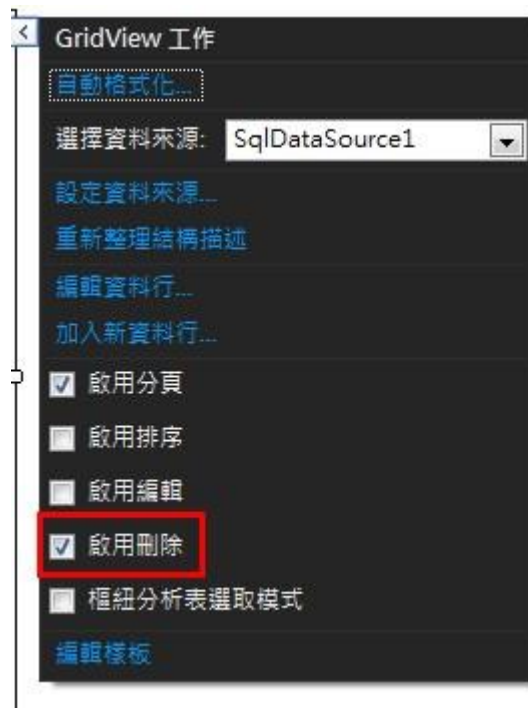 GridView 工作
自動格式化...
選擇資料來源: SqlDataSource1
設定資料來源...
重新整理結構描述
編輯資料行...
加入新資料行...
啟用分頁
啟用排序
啟用編輯
啟用刪除
樞紐分析表選取模式
編輯樣板